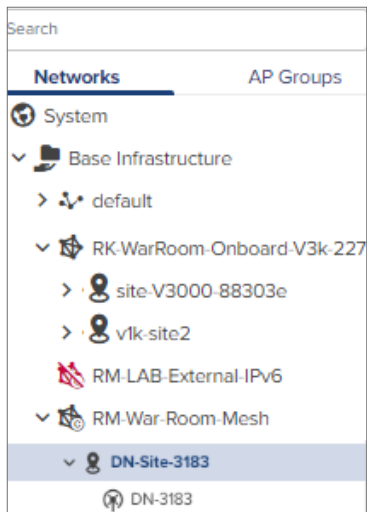 Search
Networks AP Groups
System
Base Infrastructure
default
RK-WarRoom-Onboard-V3k-227
site-V3000-88303e
v1k-site2
RM-LAB-External-IPv6
RM-War-Room-Mesh
DN-Site-3183
DN-3183